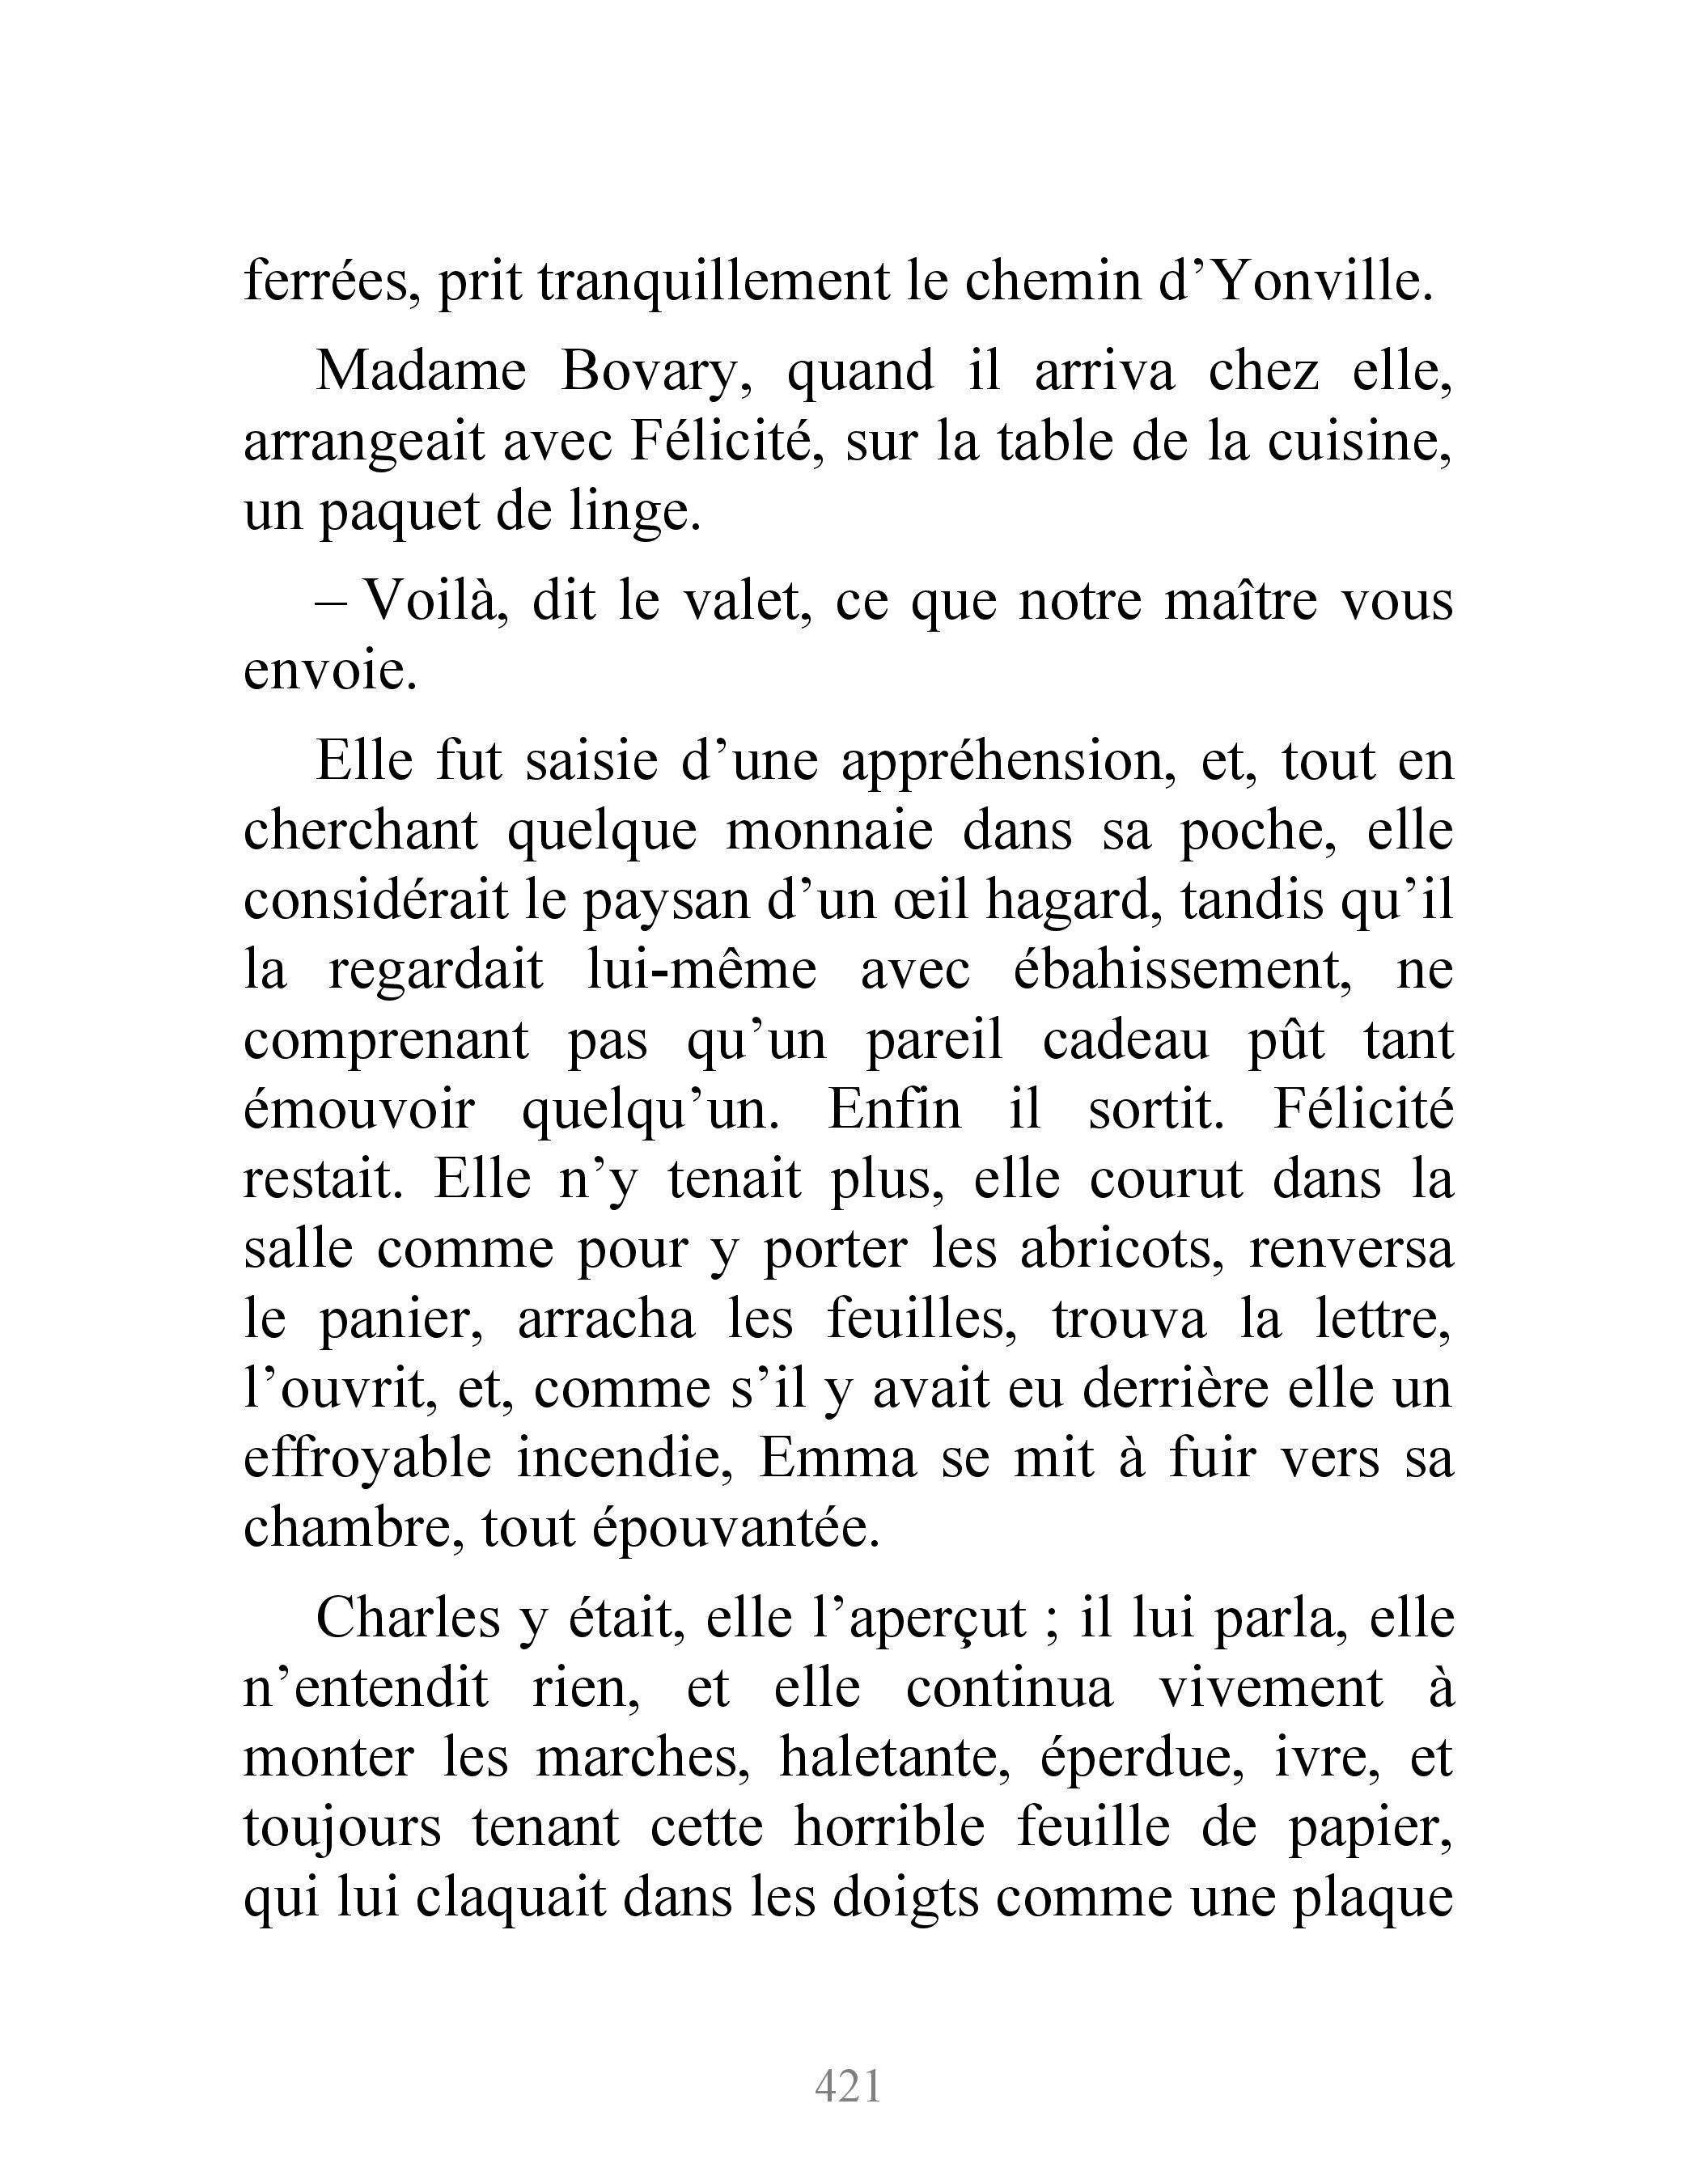 ferrées, prit tranquillement le chemin d’Yonville.
Madame Bovary, quand il arriva chez elle,
arrangeait avec Félicité, sur la table de la cuisine,
un paquet de linge.
– Voilà, dit le valet, ce que notre maître vous
envoie.
Elle fut saisie d’une appréhension, et, tout en
cherchant quelque monnaie dans sa poche, elle
considérait le paysan d’un œil hagard, tandis qu’il
la regardait lui-même avec ébahissement, ne
comprenant pas qu’un pareil cadeau pût tant
émouvoir quelqu’un. Enfin il sortit. Félicité
restait. Elle n’y tenait plus, elle courut dans la
salle comme pour y porter les abricots, renversa
le panier, arracha les feuilles, trouva la lettre,
l’ouvrit, et, comme s’il y avait eu derrière elle un
effroyable incendie, Emma se mit à fuir vers sa
chambre, tout épouvantée.
Charles y était, elle l’aperçut ; il lui parla, elle
n’entendit rien, et elle continua vivement à
monter les marches, haletante, éperdue, ivre, et
toujours tenant cette horrible feuille de papier,
qui lui claquait dans les doigts comme une plaque
421